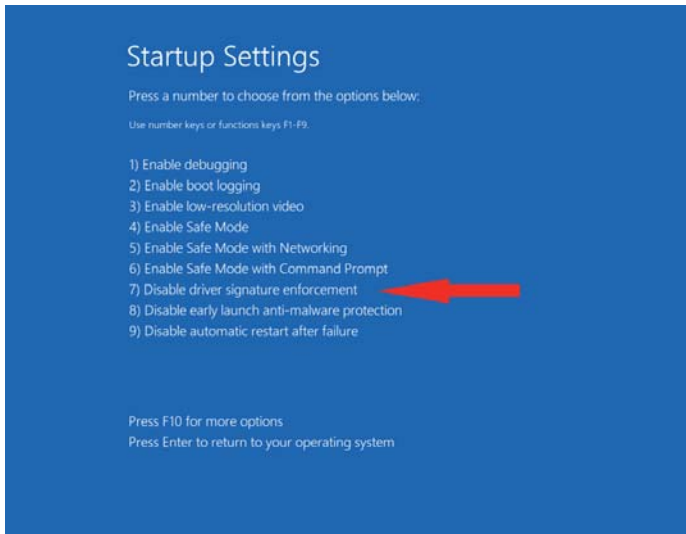 Startup Settings
Press a number to choose from the options below:
Use number keys or functions keys F1-F9.
1) Enable debugging
2) Enable boot logging
3) Enable low-resolution video
4) Enable Safe Mode
5) Enable Safe Mode with Networking
6) Enable Safe Mode with Command Prompt
7) Disable driver signature enforcement
8) Disable early launch anti-malware protection
9) Disable automatic restart after failure
Press F10 for more options
Press Enter to return to your operating system